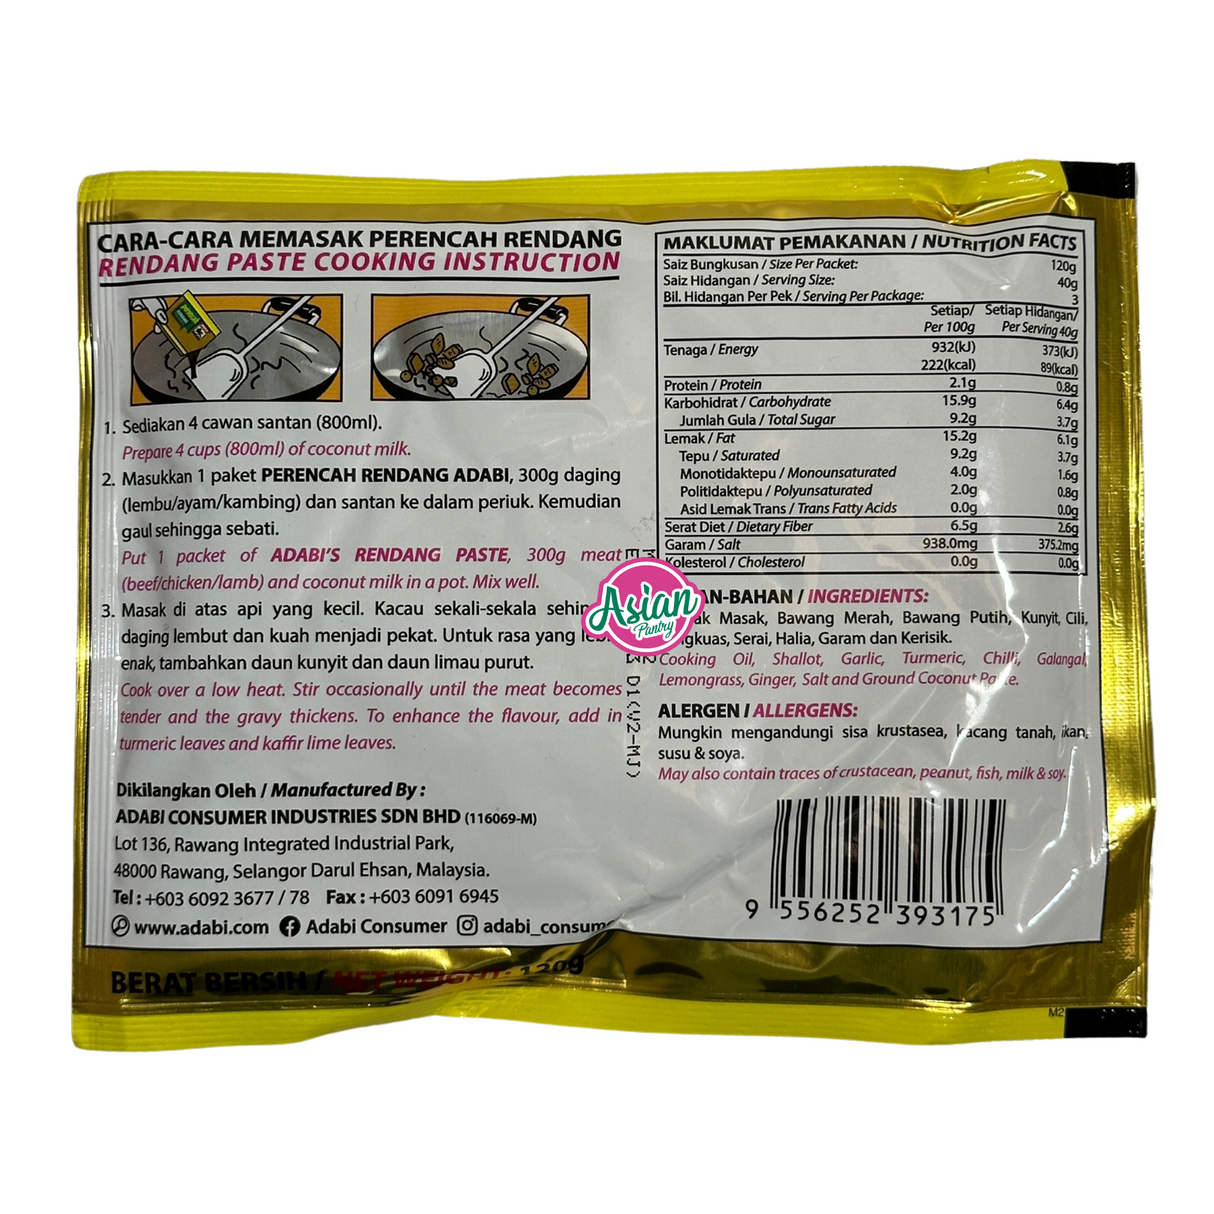 CARA-CARA MEMASAK PERENCAH RENDANG
RENDANG PASTE COOKING INSTRUCTION
1. Sediakan 4 cawan santan (800ml).
Prepare 4 cups (800ml) of coconut milk.
2. Masukkan 1 paket PERENCAH RENDANG ADABI, 300g daging
(lembu/ayam/kambing) dan santan ke dalam periuk. Kemudian
gaul sehingga sebati.
Put 1 packet of ADABI'S RENDANG PASTE, 300g meat
(beef/chicken/lamb) and coconut milk in a pot. Mix well.
3. Masak di atas api yang kecil. Kacau sekali-sekala
daging lembut dan kuah menjadi pekat. Untuk rasa yang
enak, tambahkan daun kunyit dan daun limau purut.
Cook over a low heat. Stir occasionally until the meat becomes
tender and the gravy thickens. To enhance the flavour, add in
turmeric leaves and kaffir lime leaves.
Dikilangkan Oleh / Manufactured By :
ADABI CONSUMER INDUSTRIES SDN BHD (116069-M)
Lot 136, Rawang Integrated Industrial Park,
48000 Rawang, Selangor Darul Ehsan, Malaysia.
Tel : +603 6092 3677 / 78 Fax : +603 6091 6945
www.adabi.com Adabi Consumer adabi_consum
BERAT BERSIH / NET WEIGHT: 120g
D1(V2-MJ)
Asian
Pantry
MAKLUMAT PEMAKANAN / NUTRITION FACTS
Saiz Bungkusan / Size Per Packet: 120g
Saiz Hidangan / Serving Size: 40g
Bil. Hidangan Per Pek / Serving Per Package: 3
Setiap/ Setiap Hidangan/
Per 100g Per Serving 40g
Tenaga / Energy 932(kJ) 373(kJ)
222(kcal) 89(kcal)
Protein / Protein 2.1g 0.8g
Karbohidrat / Carbohydrate 15.9g 6.4g
Jumlah Gula / Total Sugar 9.2g 3.7g
Lemak / Fat 15.2g 6.1g
Tepu / Saturated 9.2g 3.7g
Monotidaktepu / Monounsaturated 4.0g 1.6g
Politidaktepu / Polyunsaturated 2.0g 0.8g
Asid Lemak Trans / Trans Fatty Acids 0.0g 0.0g
Serat Diet / Dietary Fiber 6.5g 2.6g
Garam / Salt 938.0mg 375.2mg
Kolesterol / Cholesterol 0.0g 0.0g
AN-BAHAN / INGREDIENTS:
Masak, Bawang Merah, Bawang Putih, Kunyit, Cili,
Serai, Halia, Garam dan Kerisik.
Cooking Oil, Shallot, Garlic, Turmeric, Chilli, Galangal,
Lemongrass, Ginger, Salt and Ground Coconut Paste.
ALERGEN / ALLERGENS:
Mungkin mengandungi sisa krustasea, kacang tanah, ikan,
susu & soya.
May also contain traces of crustacean, peanut, fish, milk & soy.
9 556252 393175
M2